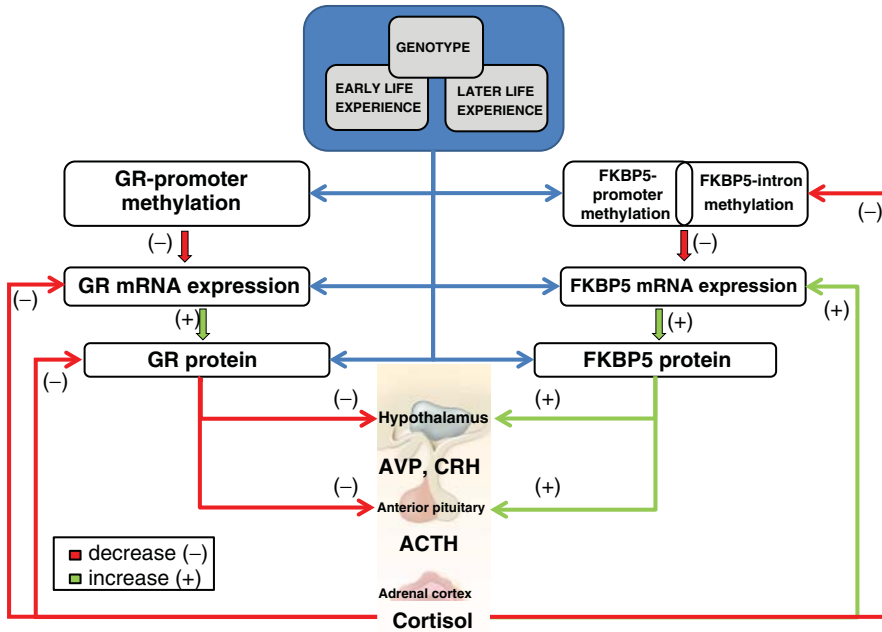 GENOTYPE
EARLY LIFE
EXPERIENCE
LATER LIFE
EXPERIENCE
GR-promoter
methylation
FKBP5-
promoter
methylation
FKBP5-intron
methylation
(−)
(−)
(−)
GR mRNA expression
FKBP5 mRNA expression
(−)
(+)
(+)
(+)
GR protein
FKBP5 protein
(−)
(−)
(+)
Hypothalamus
AVP, CRH
(−)
(+)
Anterior pituitary
ACTH
decrease (−)
increase (+)
Adrenal cortex
Cortisol